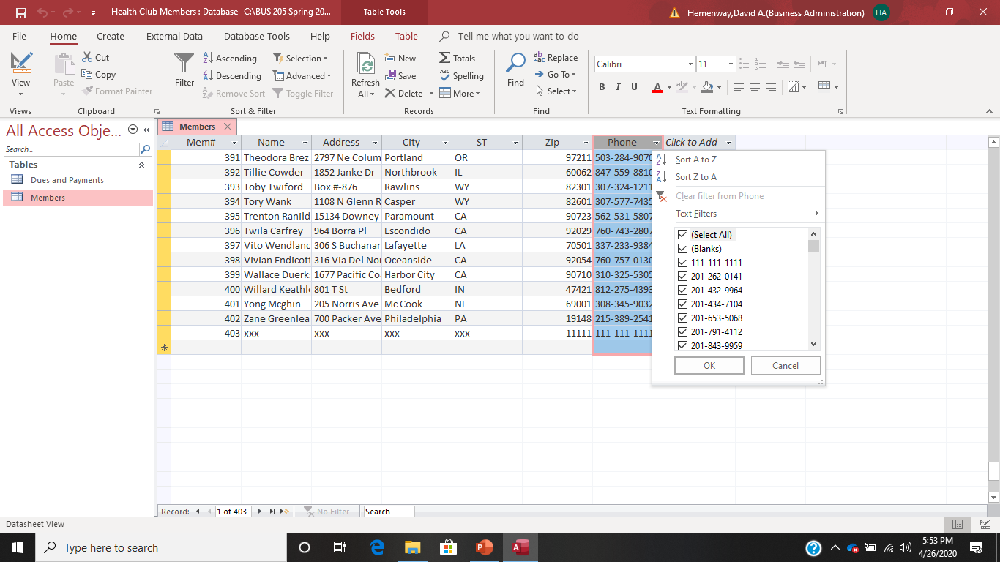 Health Club Members : Database- C:\BUS 205 Spring 20... Table Tools Hemenway,David A.(Business Administration) HA
File Home Create External Data Database Tools Help Fields Table Tell me what you want to do
View
Views
Paste
Cut
Copy
Format Painter
Clipboard
Filter
Ascending
Descending
Remove Sort
Selection
Advanced
Toggle Filter
Sort & Filter
Refresh
All
New
Save
Delete
Totals
Spelling
More
Records
Find
Replace
Go To
Select
Find
Calibri 11
B I U A
Text Formatting
All Access Obje...
Search...
Tables
Dues and Payments
Members
Members
Mem# Name Address City ST Zip Phone Click to Add
391 Theodora Brezi 2797 Ne Colum Portland OR 97211 503-284-9070
392 Tillie Cowder 1852 Janke Dr Northbrook IL 60062 847-559-8810
393 Toby Twiford Box #-876 Rawlins WY 82301 307-324-1211
394 Tory Wank 1108 N Glenn R Casper WY 82601 307-577-7435
395 Trenton Ranild 15134 Downey Paramount CA 90723 562-531-5807
396 Twila Carfrey 964 Borra Pl Escondido CA 92029 760-743-2807
397 Vito Wendland 306 S Buchanan Lafayette LA 70501 337-233-9384
398 Vivian Endicott 316 Via Del No Oceanside CA 92054 760-757-0130
399 Wallace Duerks 1677 Pacific Co Harbor City CA 90710 310-325-5305
400 Willard Keathle 801 T St Bedford IN 47421 812-275-4393
401 Yong Mcghin 205 Norris Ave Mc Cook NE 69001 308-345-9032
402 Zane Greenlea 700 Packer Ave Philadelphia PA 19148 215-389-2541
403 xxx xxx xxx xxx 11111 111-111-1111
Sort A to Z
Sort Z to A
Clear filter from Phone
Text Filters
(Select All)
(Blanks)
111-111-1111
201-262-0141
201-432-9964
201-434-7104
201-653-5068
201-791-4112
201-843-9959
OK Cancel
Record: 1 of 403 No Filter Search
Datasheet View
Type here to search
5:53 PM
4/26/2020